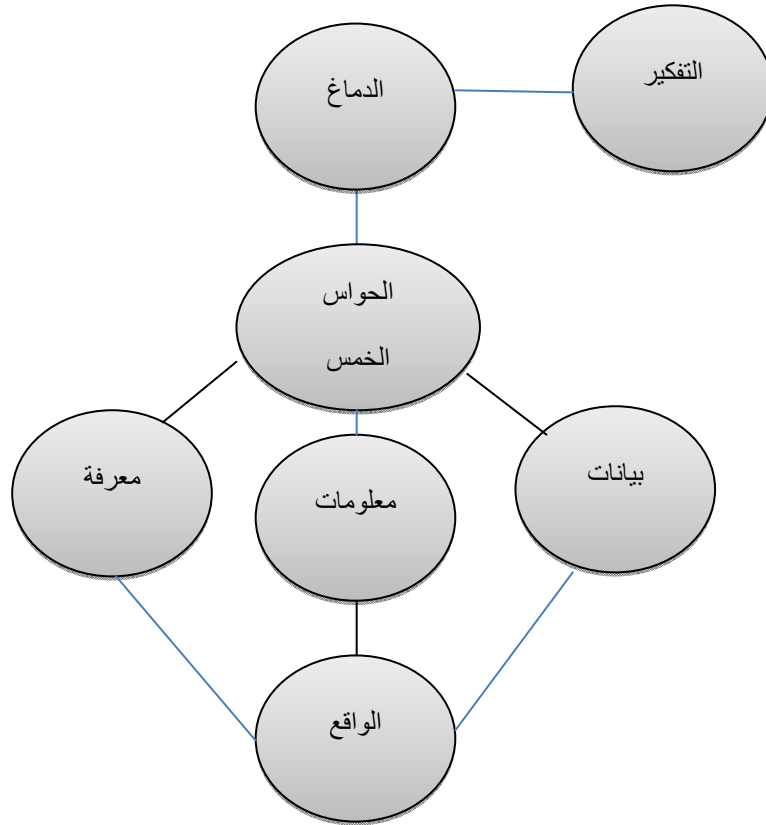 التفكير
الدماغ
الحواس
الخمس
بيانات
معلومات
معرفة
الواقع